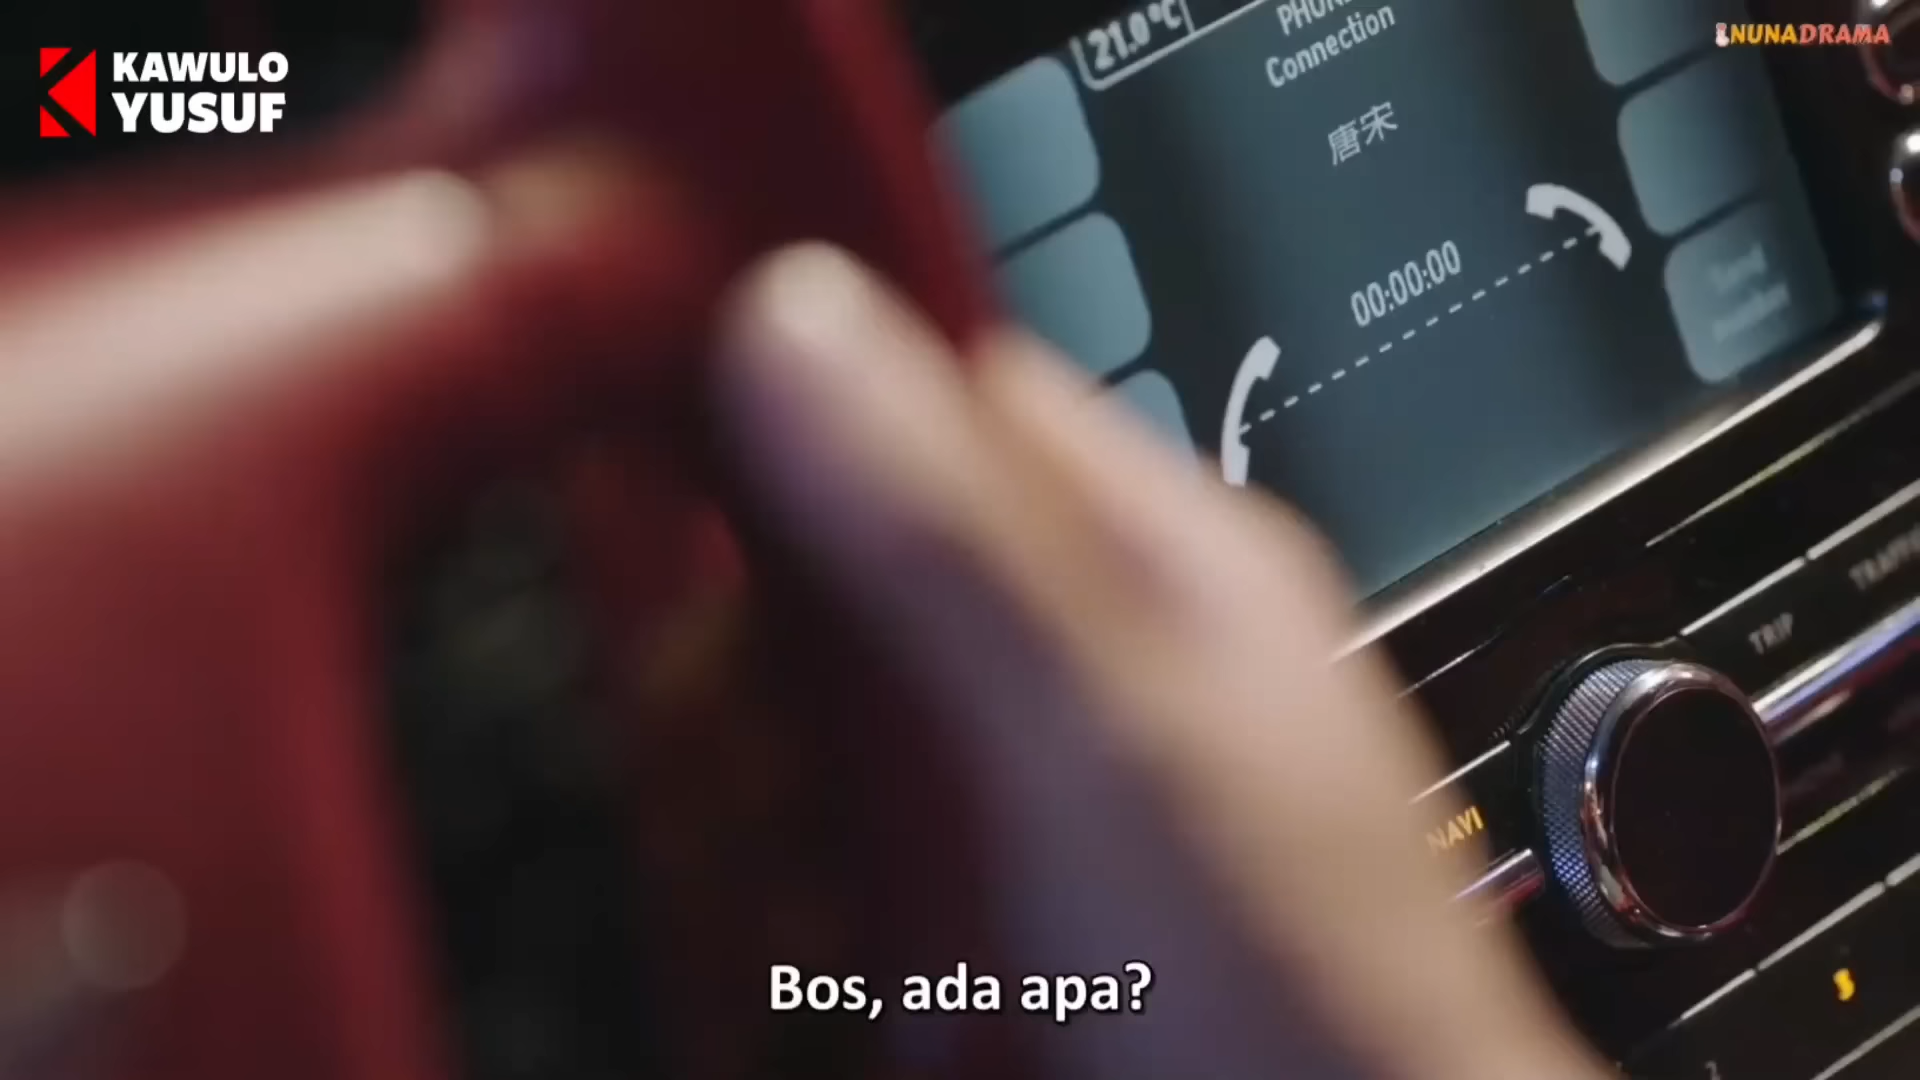 KAWULO
YUSUF
NUNADRAMA
21.0°C
Connection
唐宋
00:00:00
TRIP
NAVI
Bos, ada apa?